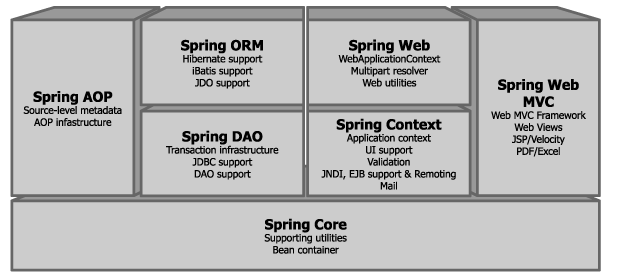 Spring AOP
Source-level metadata
AOP infastructure
Spring ORM
Hibernate support
iBatis support
JDO support
Spring Web
WebApplicationContext
Multipart resolver
Web utilities
Spring DAO
Transaction infrastructure
JDBC support
DAO support
Spring Context
Application context
UI support
Validation
JNDI, EJB support & Remoting
Mail
Spring Web
MVC
Web MVC Framework
Web Views
JSP/Velocity
PDF/Excel
Spring Core
Supporting utilities
Bean container